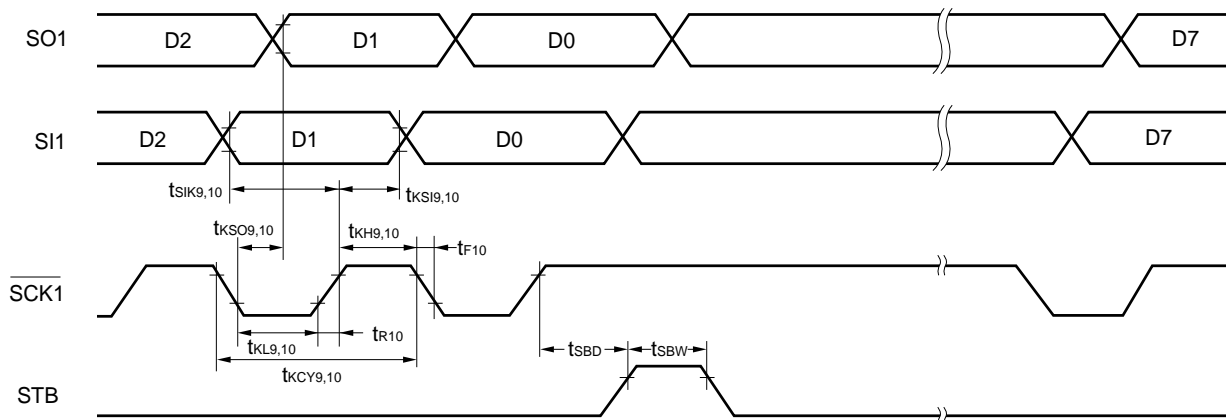 SO1 D2 D1 D0 D7
SI1 D2 D1 D0 D7
tSIK9,10 tKSI9,10
tKSO9,10 tKH9,10 tF10
SCK1
tKL9,10 tR10
tKCY9,10
tSBD tSBW
STB